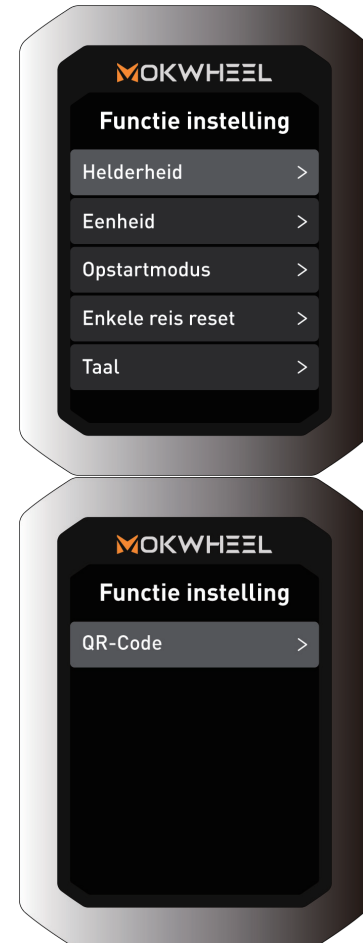 MOKWHEEL
Functie instelling
Helderheid >
Eenheid >
Opstartmodus >
Enkele reis reset >
Taal >
MOKWHEEL
Functie instelling
QR-Code >